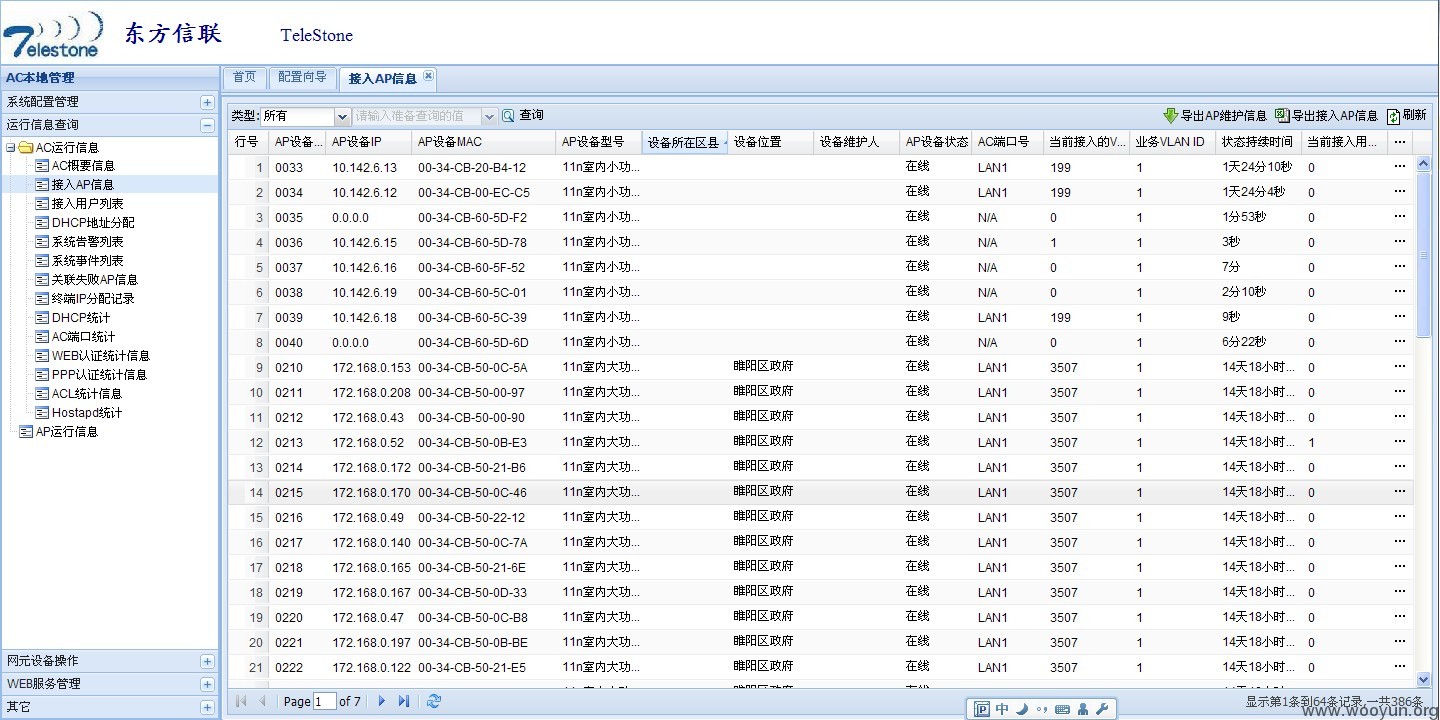 Telestone 东方信联 TeleStone
AC本地管理
系统配置管理
运行信息查询
AC运行信息
AC概要信息
接入AP信息
接入用户列表
DHCP地址分配
系统告警列表
系统事件列表
关联失败AP信息
终端IP分配记录
DHCP统计
AC端口统计
WEB认证统计信息
PPP认证统计信息
ACL统计信息
Hostapd统计
AP运行信息
网元设备操作
WEB服务管理
其它
首页 配置向导 接入AP信息
类型: 所有 请输入准备查询的值 查询 导出AP维护信息 导出接入AP信息 刷新
行号 AP设备... AP设备IP AP设备MAC AP设备型号 设备所在区县 设备位置 设备维护人 AP设备状态 AC端口号 当前接入的V... 业务VLAN ID 状态持续时间 当前接入用... ...
1 0033 10.142.6.13 00-34-CB-20-B4-12 11n室内小功... 在线 LAN1 199 1 1天24分10秒 0 ...
2 0034 10.142.6.12 00-34-CB-00-EC-C5 11n室内小功... 在线 LAN1 199 1 1天24分4秒 0 ...
3 0035 0.0.0.0 00-34-CB-60-5D-F2 11n室内小功... 在线 N/A 0 1 1分53秒 0 ...
4 0036 10.142.6.15 00-34-CB-60-5D-78 11n室内小功... 在线 N/A 1 1 3秒 0 ...
5 0037 10.142.6.16 00-34-CB-60-5F-52 11n室内小功... 在线 N/A 0 1 7分 0 ...
6 0038 10.142.6.19 00-34-CB-60-5C-01 11n室内小功... 在线 N/A 0 1 2分10秒 0 ...
7 0039 10.142.6.18 00-34-CB-60-5C-39 11n室内小功... 在线 LAN1 199 1 9秒 0 ...
8 0040 0.0.0.0 00-34-CB-60-5D-6D 11n室内小功... 在线 N/A 0 1 6分22秒 0 ...
9 0210 172.168.0.153 00-34-CB-50-0C-5A 11n室内大功... 睢阳区政府 在线 LAN1 3507 1 14天18小时... 0 ...
10 0211 172.168.0.208 00-34-CB-50-00-97 11n室内大功... 睢阳区政府 在线 LAN1 3507 1 14天18小时... 0 ...
11 0212 172.168.0.43 00-34-CB-50-00-90 11n室内大功... 睢阳区政府 在线 LAN1 3507 1 14天18小时... 0 ...
12 0213 172.168.0.52 00-34-CB-50-0B-E3 11n室内大功... 睢阳区政府 在线 LAN1 3507 1 14天18小时... 1 ...
13 0214 172.168.0.172 00-34-CB-50-21-B6 11n室内大功... 睢阳区政府 在线 LAN1 3507 1 14天18小时... 0 ...
14 0215 172.168.0.170 00-34-CB-50-0C-46 11n室内大功... 睢阳区政府 在线 LAN1 3507 1 14天18小时... 0 ...
15 0216 172.168.0.49 00-34-CB-50-22-12 11n室内大功... 睢阳区政府 在线 LAN1 3507 1 14天18小时... 0 ...
16 0217 172.168.0.140 00-34-CB-50-0C-7A 11n室内大功... 睢阳区政府 在线 LAN1 3507 1 14天18小时... 0 ...
17 0218 172.168.0.165 00-34-CB-50-21-6E 11n室内大功... 睢阳区政府 在线 LAN1 3507 1 14天18小时... 0 ...
18 0219 172.168.0.167 00-34-CB-50-0D-33 11n室内大功... 睢阳区政府 在线 LAN1 3507 1 14天18小时... 0 ...
19 0220 172.168.0.47 00-34-CB-50-0C-B8 11n室内大功... 睢阳区政府 在线 LAN1 3507 1 14天18小时... 0 ...
20 0221 172.168.0.197 00-34-CB-50-0B-BE 11n室内大功... 睢阳区政府 在线 LAN1 3507 1 14天18小时... 0 ...
21 0222 172.168.0.122 00-34-CB-50-21-E5 11n室内大功... 睢阳区政府 在线 LAN1 3507 1 14天18小时... 0 ...
Page 1 of 7 中 显示第1条到64条记录,一共386条
www.wooyun.org